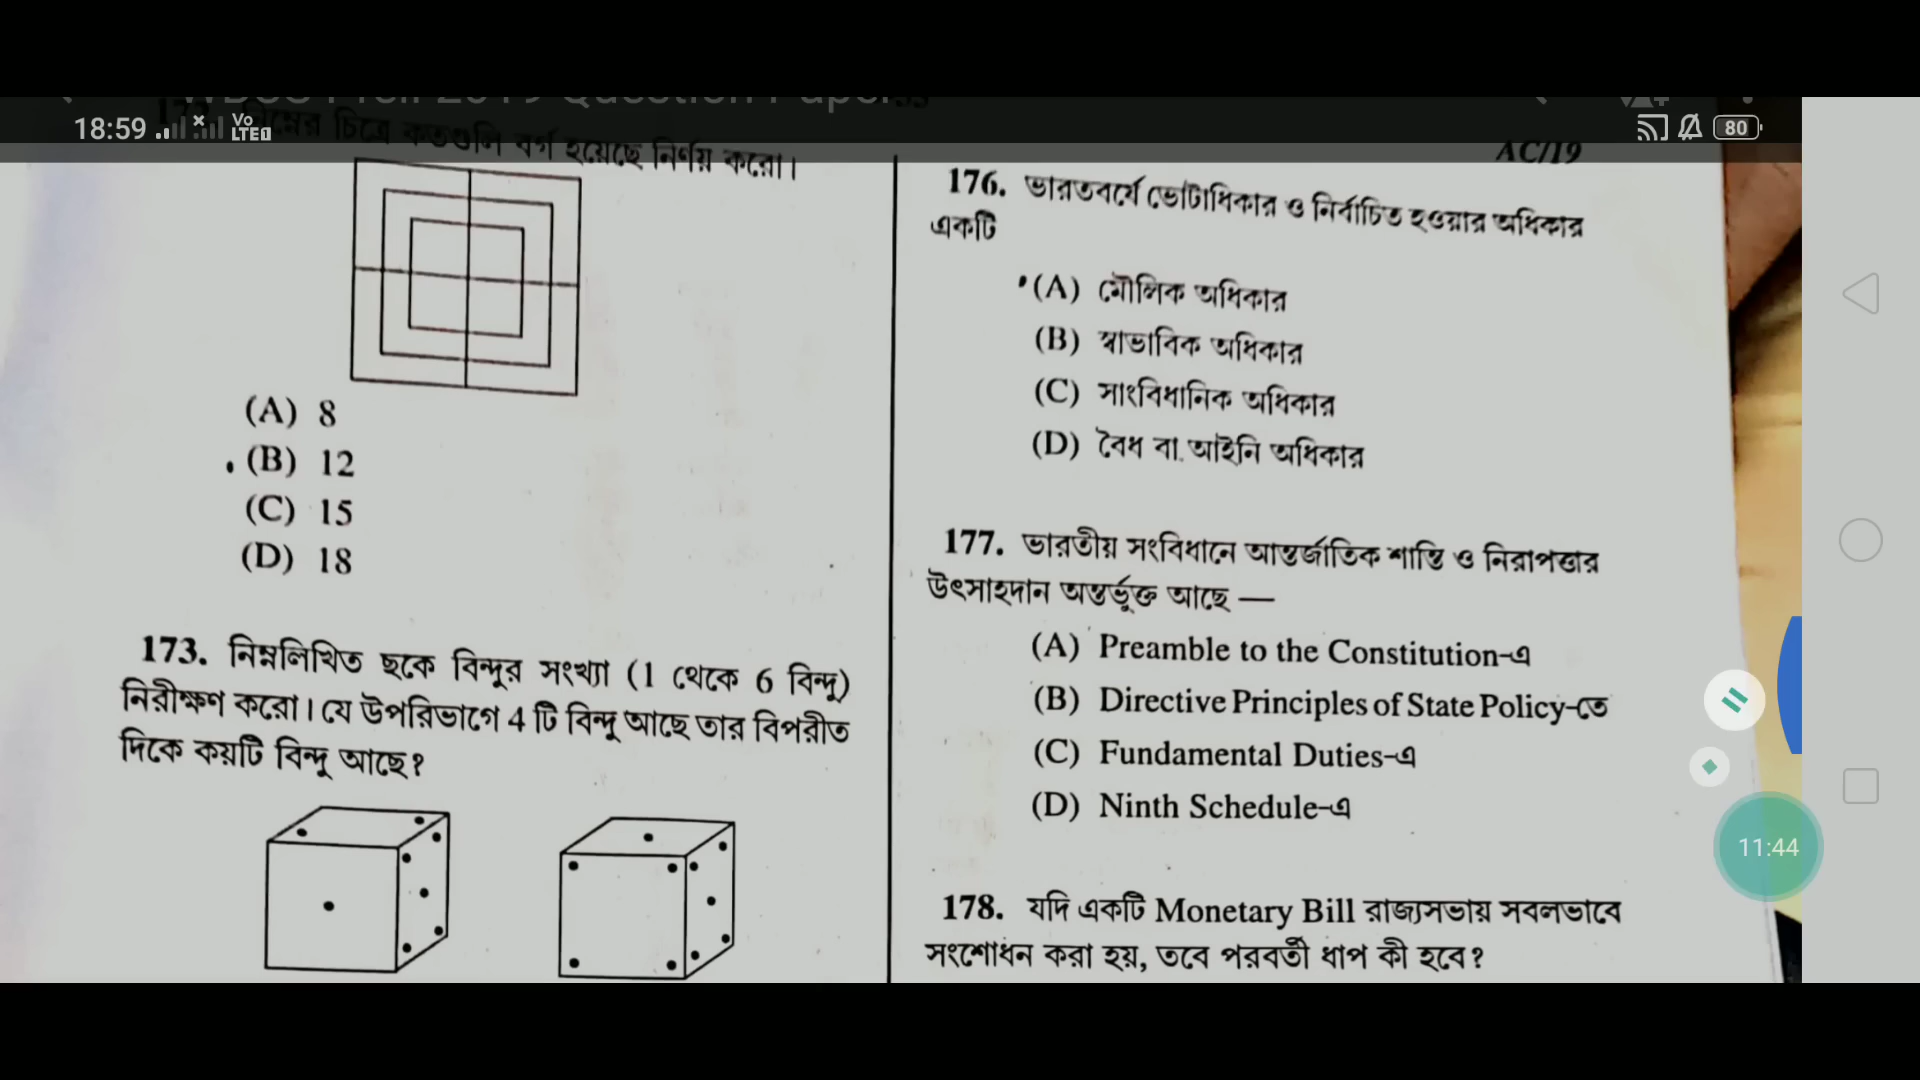 18:59
Vo
LTE1
80
AC/19
172. নিম্নের চিত্রে কতগুলি বর্গ হয়েছে নির্ণয় করো।
(A) 8
(B) 12
(C) 15
(D) 18
173. নিম্নলিখিত ছকে বিন্দুর সংখ্যা (1 থেকে 6 বিন্দু)
নিরীক্ষণ করো। যে উপরিভাগে 4 টি বিন্দু আছে তার বিপরীত
দিকে কয়টি বিন্দু আছে?
176. ভারতবর্ষে ভোটাধিকার ও নির্বাচিত হওয়ার অধিকার
একটি
(A) মৌলিক অধিকার
(B) স্বাভাবিক অধিকার
(C) সাংবিধানিক অধিকার
(D) বৈধ বা আইনি অধিকার
177. ভারতীয় সংবিধানে আন্তর্জাতিক শান্তি ও নিরাপত্তার
উৎসাহদান অন্তর্ভুক্ত আছে —
(A) Preamble to the Constitution-এ
(B) Directive Principles of State Policy-তে
(C) Fundamental Duties-এ
(D) Ninth Schedule-এ
178. যদি একটি Monetary Bill রাজ্যসভায় সবলভাবে
সংশোধন করা হয়, তবে পরবর্তী ধাপ কী হবে?
11:44